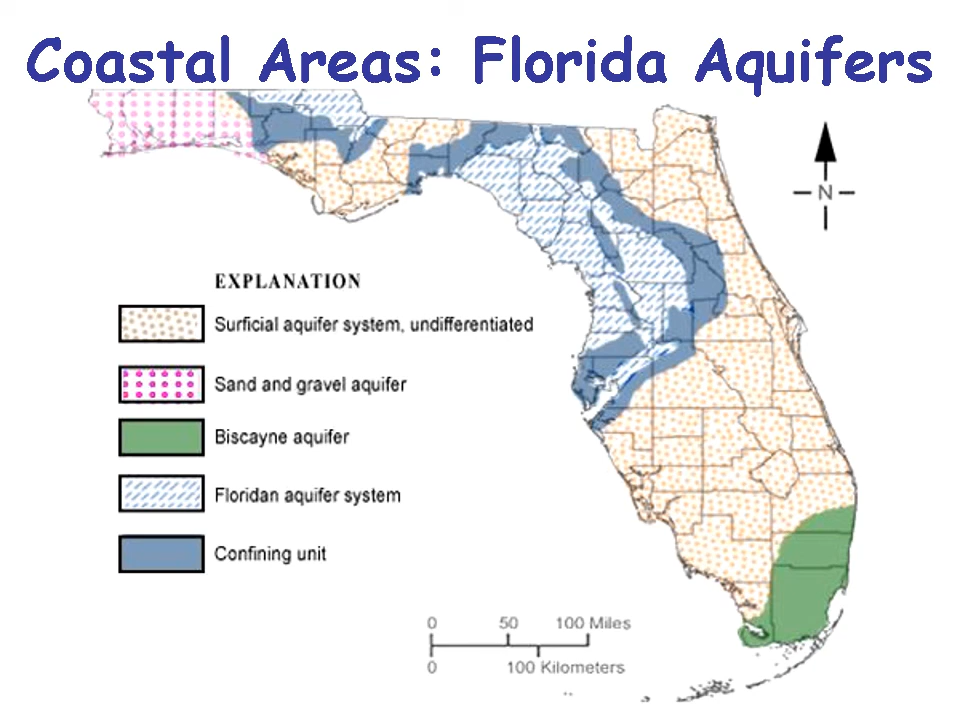 Coastal Areas: Florida Aquifers
N
EXPLANATION
Surficial aquifer system, undifferentiated
Sand and gravel aquifer
Biscayne aquifer
Floridan aquifer system
Confining unit
0 50 100 Miles
0 100 Kilometers